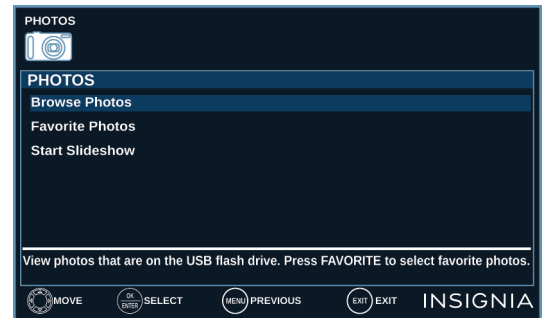 PHOTOS
PHOTOS
Browse Photos
Favorite Photos
Start Slideshow
View photos that are on the USB flash drive. Press FAVORITE to select favorite photos.
MOVE OK ENTER SELECT MENU PREVIOUS EXIT EXIT INSIGNIA